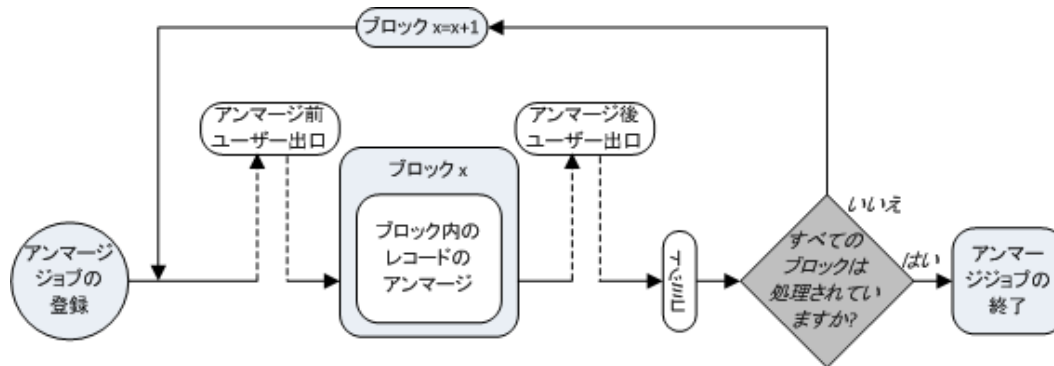 ブロック x=x+1
アンマージ前
ユーザー出口
アンマージ後
ユーザー出口
ブロック x
ブロック内の
レコードの
アンマージ
アンマージ
ジョブの
登録
コミット
すべての
ブロックは
処理されてい
ますか?
いいえ
はい
アンマー
ジジョブの
終了